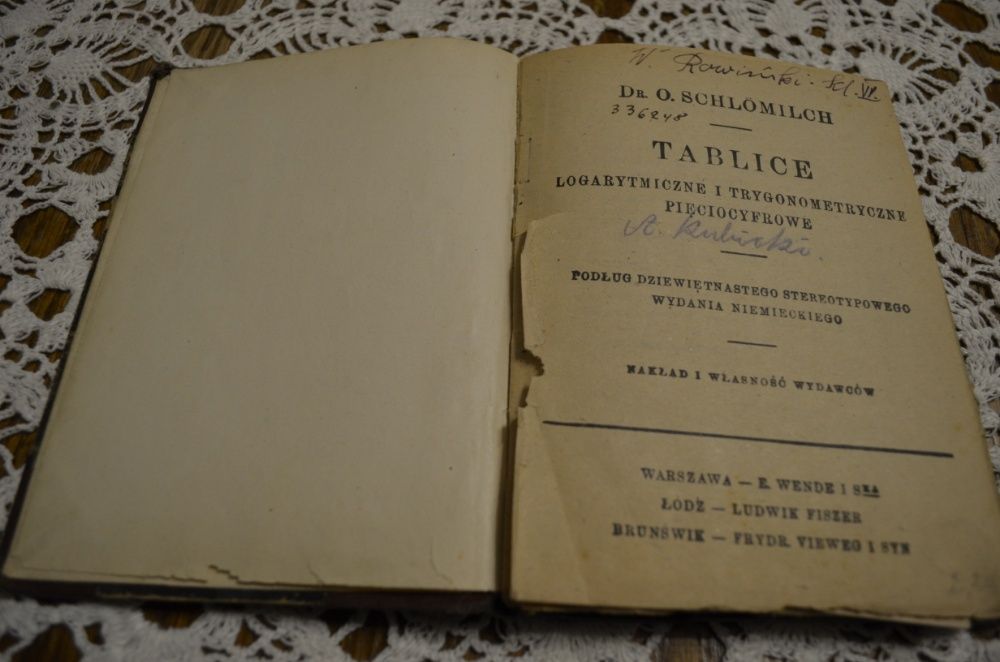 W Rowiński. Kl. VI.
DR. O. SCHLÖMILCH
336248
TABLICE
LOGARYTMICZNE I TRYGONOMETRYCZNE
PIĘCIOCYFROWE
A. Kubicki.
PODŁUG DZIEWIĘTNASTEGO STEREOTYPOWEGO
WYDANIA NIEMIECKIEGO
NAKŁAD I WŁASNOŚĆ WYDAWCÓW
WARSZAWA — E. WENDE I SKA
ŁÓDŹ — LUDWIK FISZER
BRUNŚWIK — FRYDR. VIEWEG I SYN